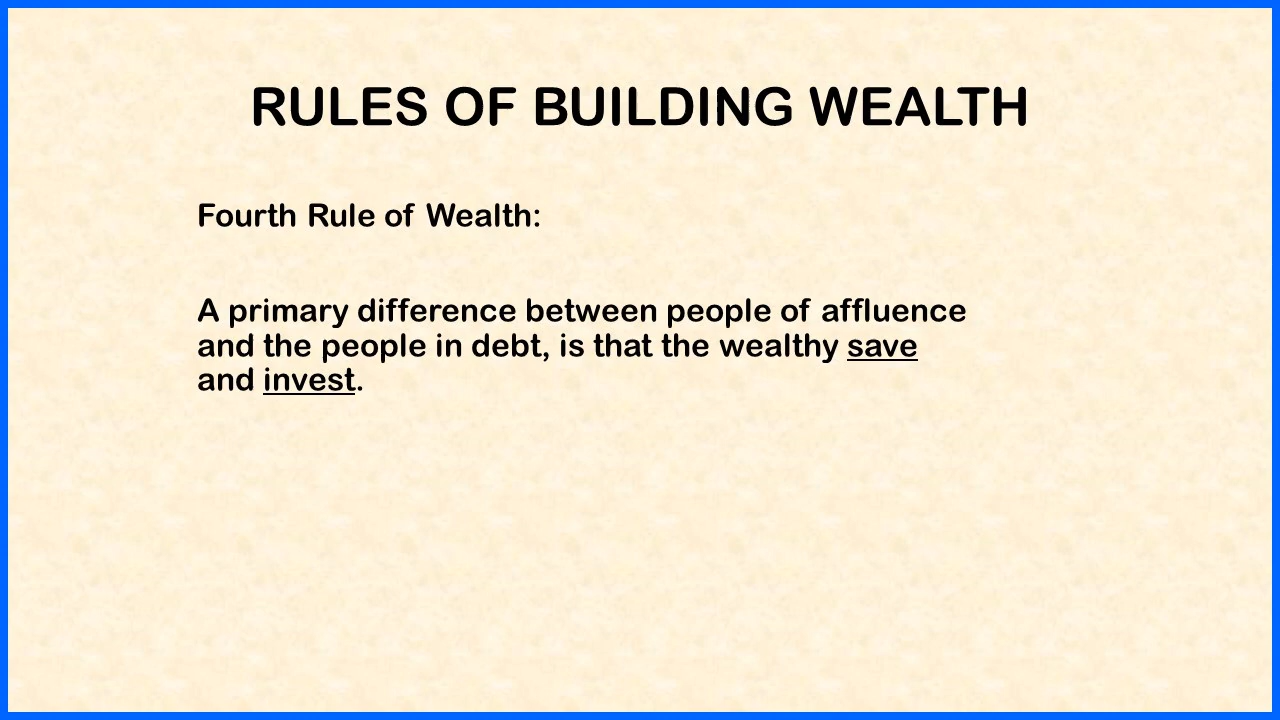 RULES OF BUILDING WEALTH
Fourth Rule of Wealth:
A primary difference between people of affluence
and the people in debt, is that the wealthy save
and invest.